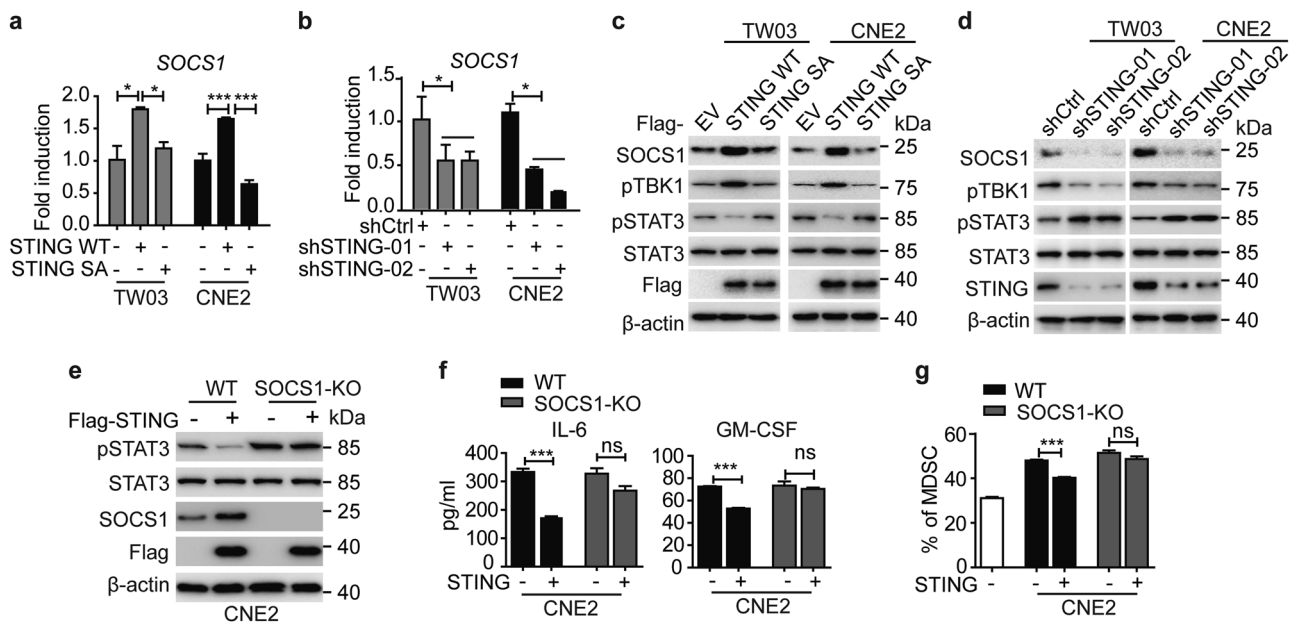 a
SOCS1
Fold induction
2.0
1.5
1.0
0.5
0.0
* * *** ***
STING WT - + - - + -
STING SA - - + - - +
TW03 CNE2
b
SOCS1
Fold induction
1.5
1.0
0.5
0.0
* *
shCtrl + - - + - -
shSTING-01 - + - - + -
shSTING-02 - - + - - +
TW03 CNE2
c
TW03 CNE2
Flag- EV STING WT STING SA EV STING WT STING SA kDa
SOCS1 25
pTBK1 75
pSTAT3 85
STAT3 85
Flag 40
β-actin 40
d
TW03 CNE2
shCtrl shSTING-01 shSTING-02 shCtrl shSTING-01 shSTING-02 kDa
SOCS1 25
pTBK1 75
pSTAT3 85
STAT3 85
STING 40
β-actin 40
e
WT SOCS1-KO
Flag-STING - + - + kDa
pSTAT3 85
STAT3 85
SOCS1 25
Flag 40
β-actin 40
CNE2
f
WT
SOCS1-KO
IL-6
pg/ml
400
300
200
100
0
*** ns
STING - + - +
CNE2
GM-CSF
100
80
60
40
20
0
*** ns
- + - +
CNE2
g
WT
SOCS1-KO
% of MDSC
60
40
20
0
*** ns
STING - - + - +
CNE2